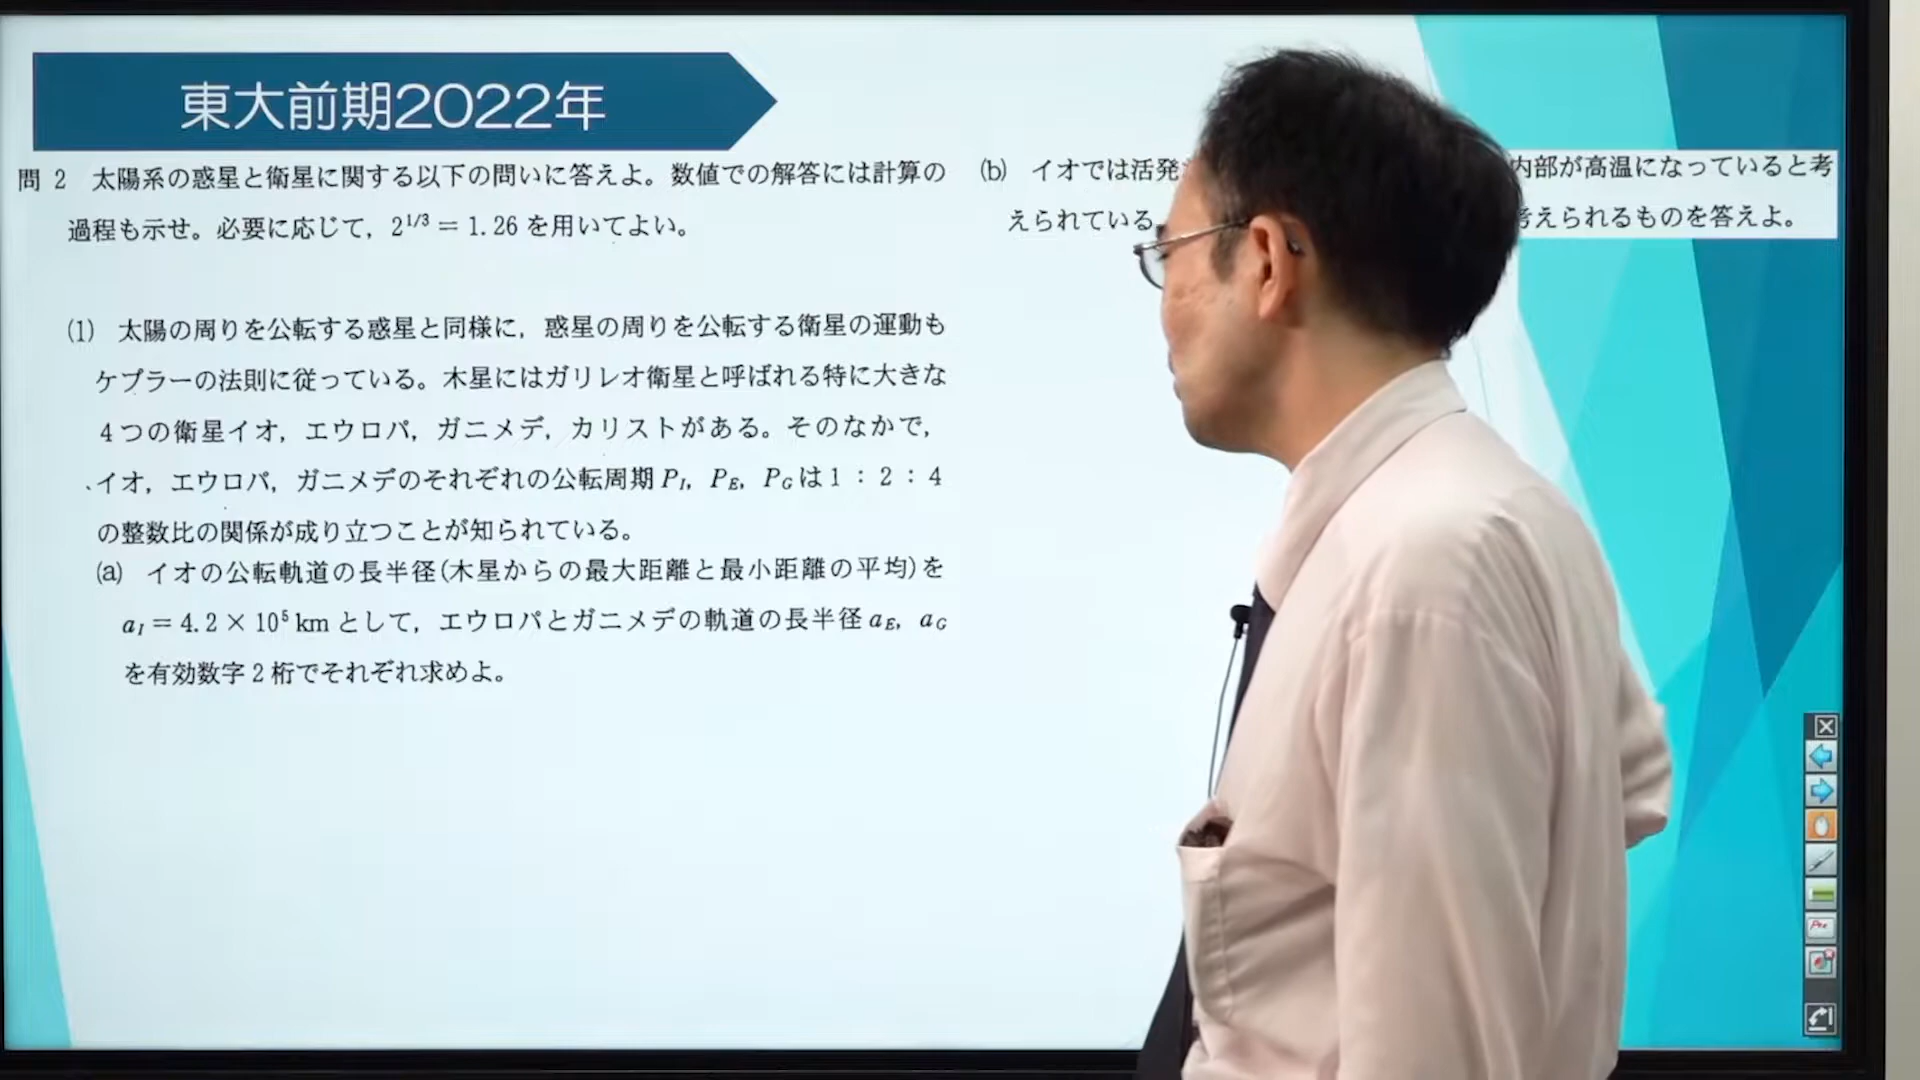 東大前期2022年
問 2 太陽系の惑星と衛星に関する以下の問いに答えよ。数値での解答には計算の
過程も示せ。必要に応じて，2^{1/3} = 1.26 を用いてよい。
(1) 太陽の周りを公転する惑星と同様に，惑星の周りを公転する衛星の運動も
ケプラーの法則に従っている。木星にはガリレオ衛星と呼ばれる特に大きな
4つの衛星イオ，エウロパ，ガニメデ，カリストがある。そのなかで，
イオ，エウロパ，ガニメデのそれぞれの公転周期 P_I，P_E，P_G は 1 : 2 : 4
の整数比の関係が成り立つことが知られている。
(a) イオの公転軌道の長半径(木星からの最大距離と最小距離の平均)を
a_I = 4.2 × 10^5 km として，エウロパとガニメデの軌道の長半径 a_E，a_G
を有効数字 2 桁でそれぞれ求めよ。
(b) イオでは活発 内部が高温になっていると考
えられている 考えられるものを答えよ。
Pen